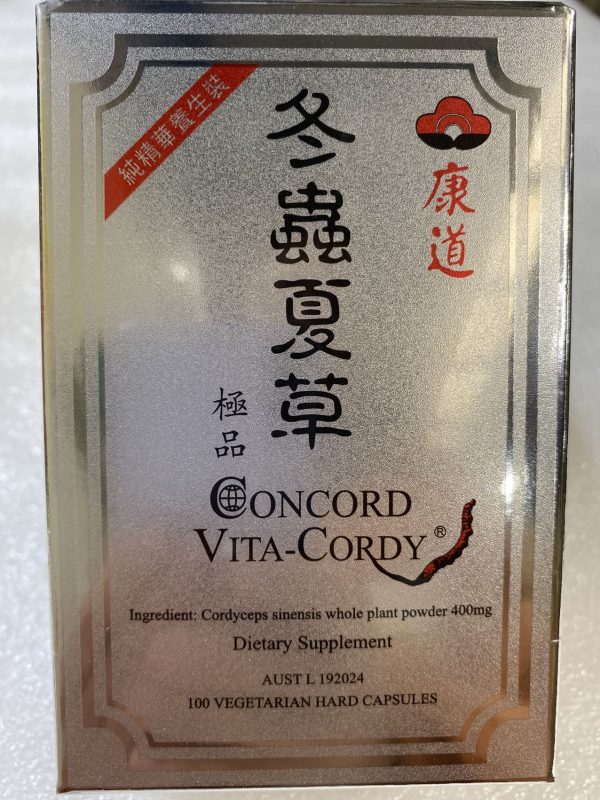 純精華養生裝
康道
冬蟲夏草
極品
CONCORD
VITA-CORDY®
Ingredient: Cordyceps sinensis whole plant powder 400mg
Dietary Supplement
AUST L 192024
100 VEGETARIAN HARD CAPSULES